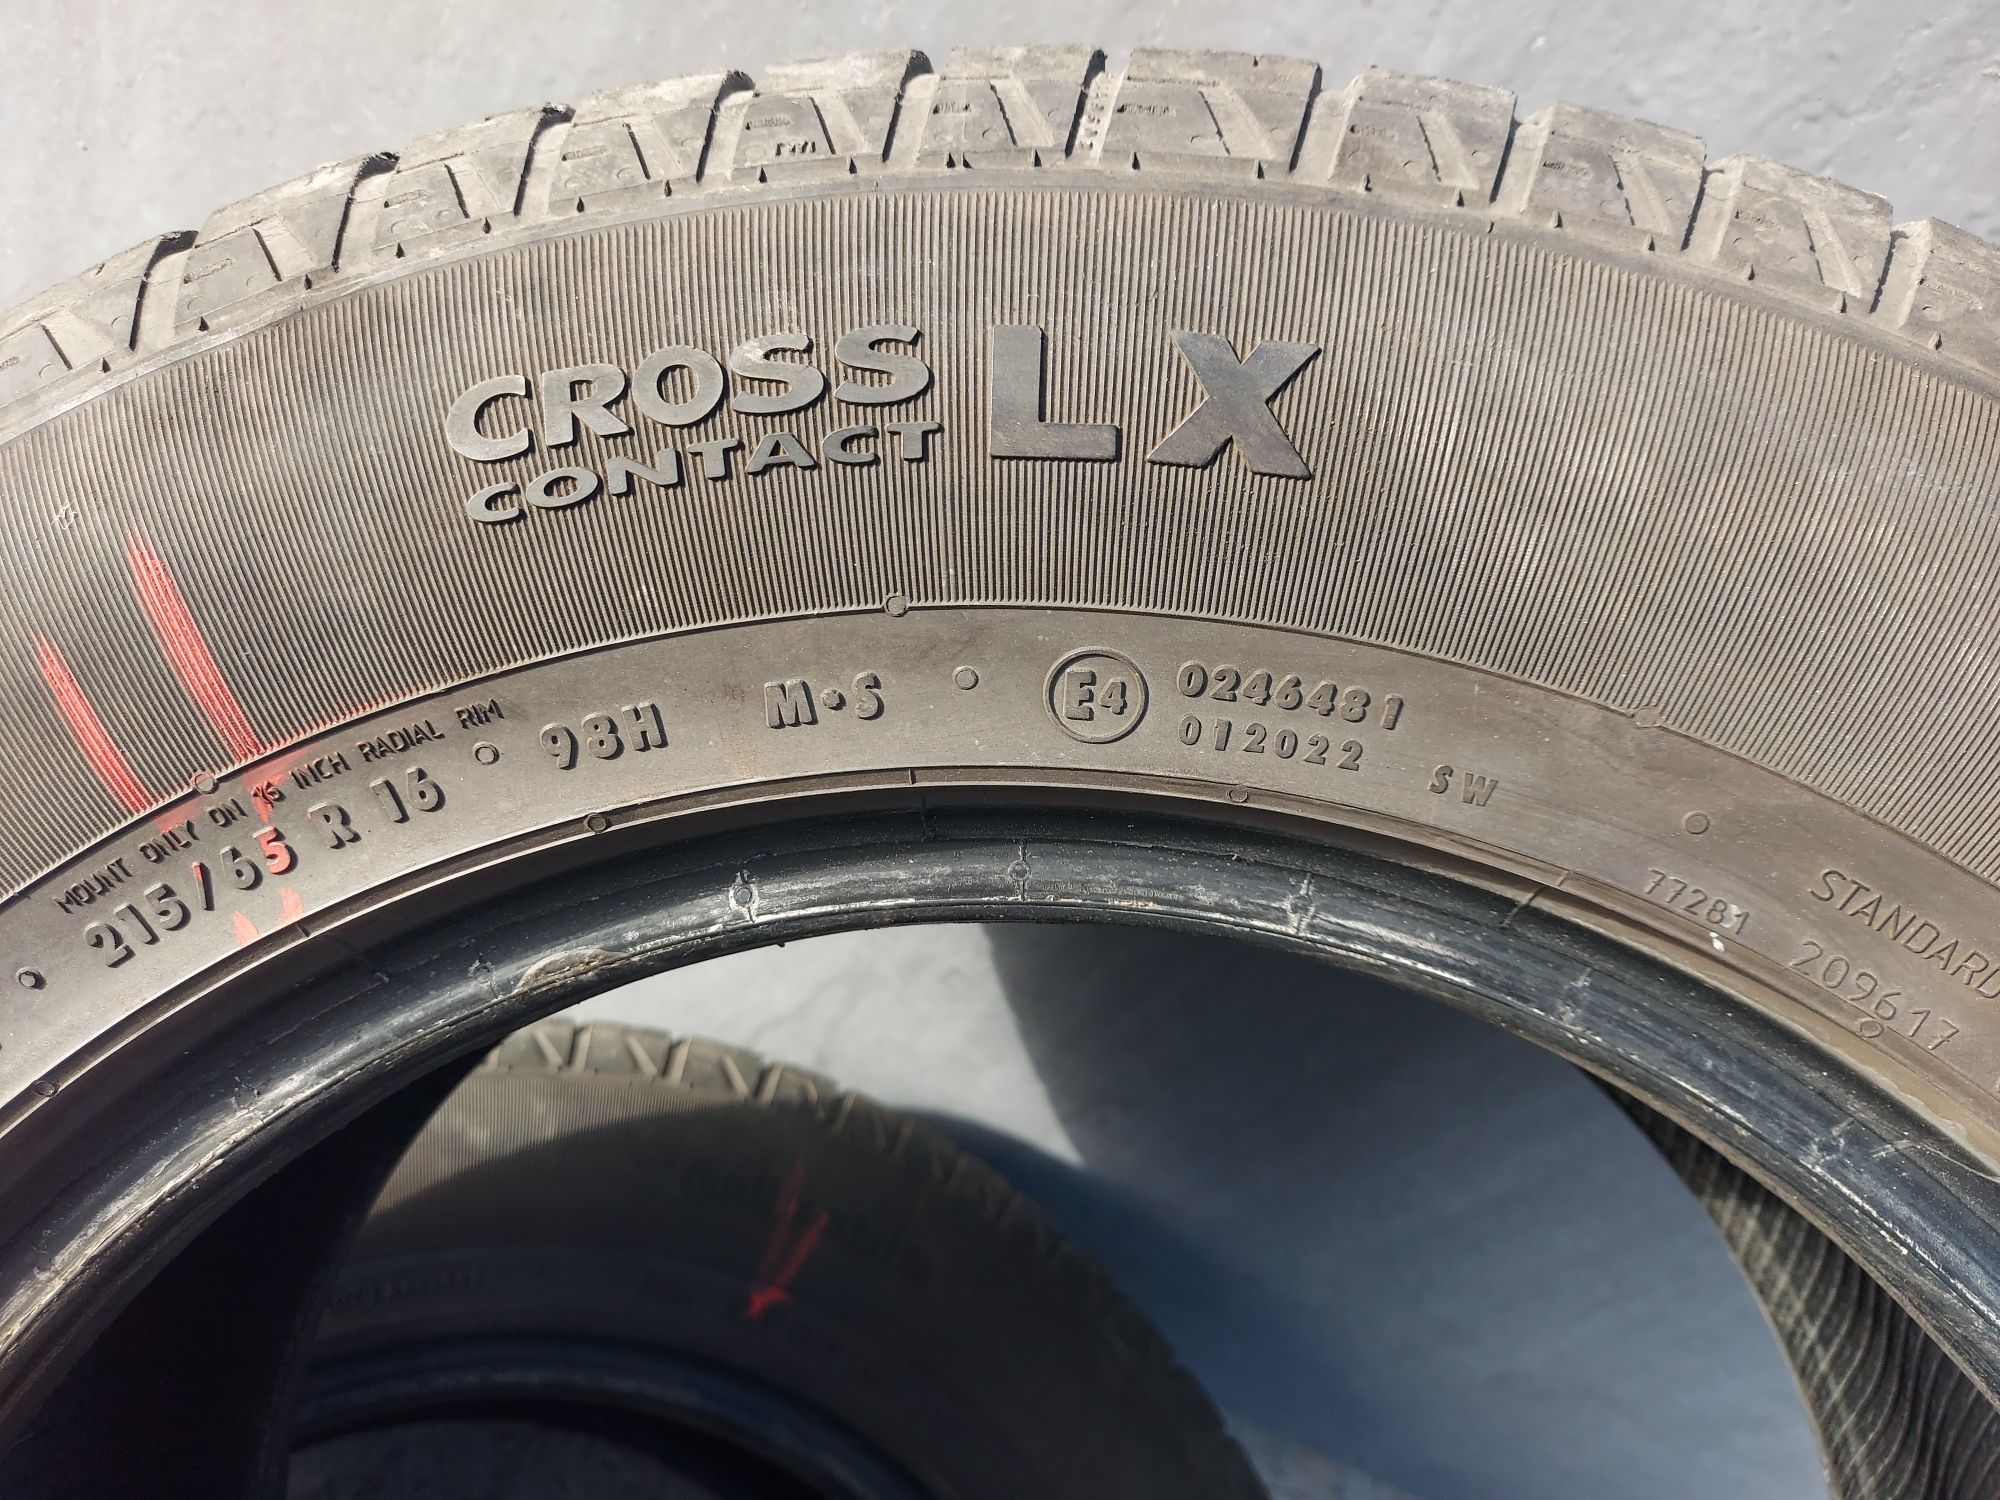 CROSS
CONTACT
LX
MOUNT ONLY ON 16 INCH RADIAL RIM
215/65 R 16 98H M•S E4 0246481
012022 SW
77281
209617
STANDARD